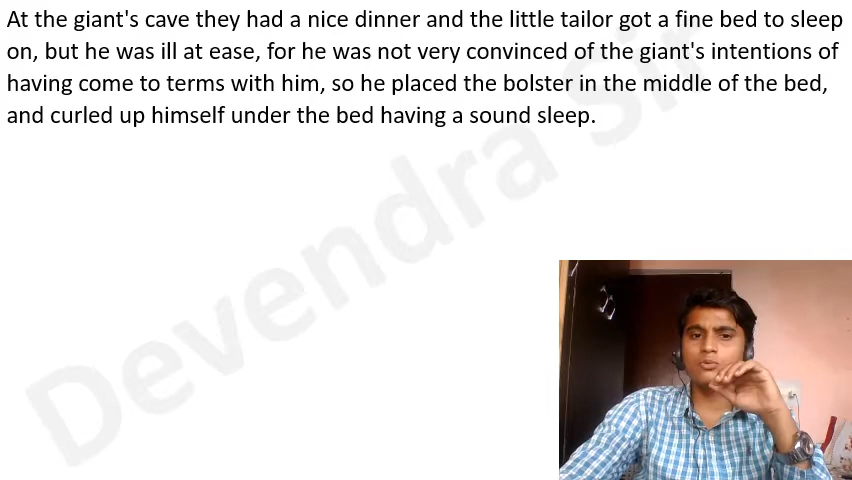 At the giant's cave they had a nice dinner and the little tailor got a fine bed to sleep
on, but he was ill at ease, for he was not very convinced of the giant's intentions of
having come to terms with him, so he placed the bolster in the middle of the bed,
and curled up himself under the bed having a sound sleep.
Devendra Sir